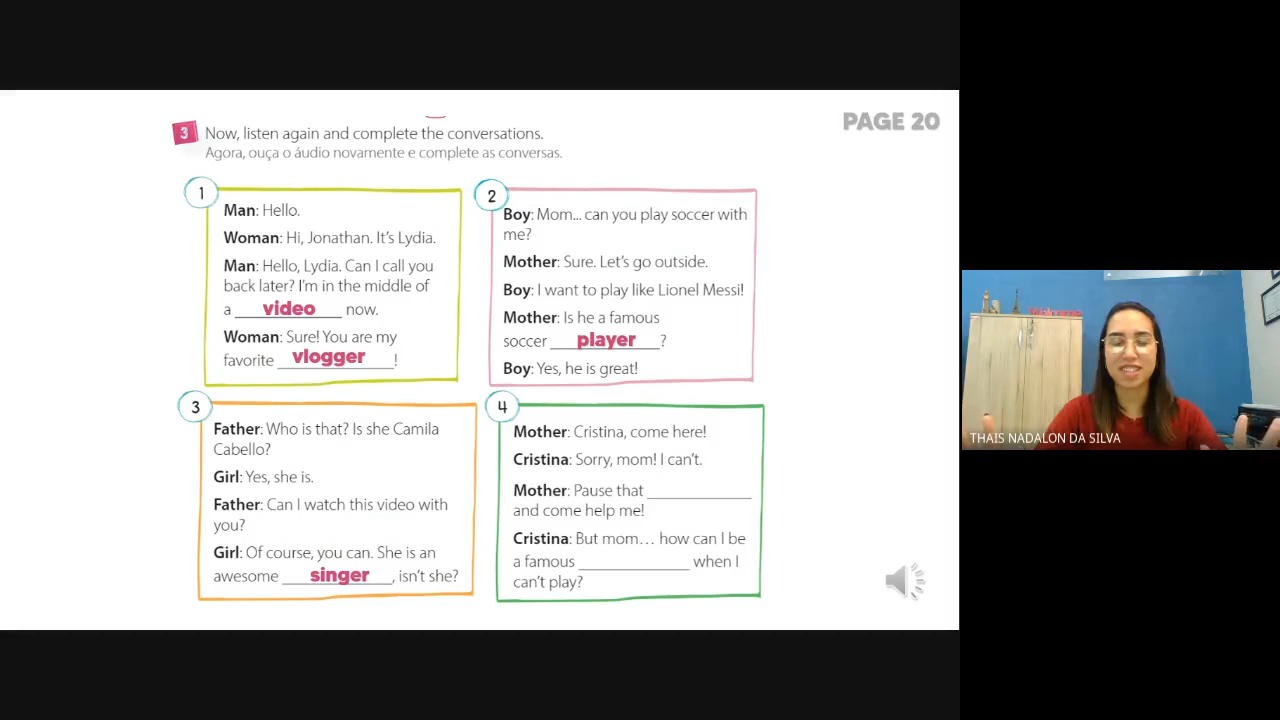 PAGE 20
3 Now, listen again and complete the conversations.
Agora, ouça o áudio novamente e complete as conversas.
1
Man: Hello.
Woman: Hi, Jonathan. It's Lydia.
Man: Hello, Lydia. Can I call you
back later? I'm in the middle of
a video now.
Woman: Sure! You are my
favorite vlogger!
2
Boy: Mom... can you play soccer with
me?
Mother: Sure. Let's go outside.
Boy: I want to play like Lionel Messi!
Mother: Is he a famous
soccer player?
Boy: Yes, he is great!
3
Father: Who is that? Is she Camila
Cabello?
Girl: Yes, she is.
Father: Can I watch this video with
you?
Girl: Of course, you can. She is an
awesome singer, isn't she?
4
Mother: Cristina, come here!
Cristina: Sorry, mom! I can't.
Mother: Pause that ____________
and come help me!
Cristina: But mom... how can I be
a famous ____________ when I
can't play?
THAIS NADALON DA SILVA